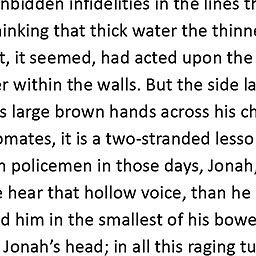 nbidden infidelities in the lines th
inking that thick water the thinne
t, it seemed, had acted upon the
r within the walls. But the side la
s large brown hands across his ch
omates, it is a two-stranded lesso
n policemen in those days, Jonah,
e hear that hollow voice, than he
d him in the smallest of his bowe
Jonah’s head; in all this raging tu